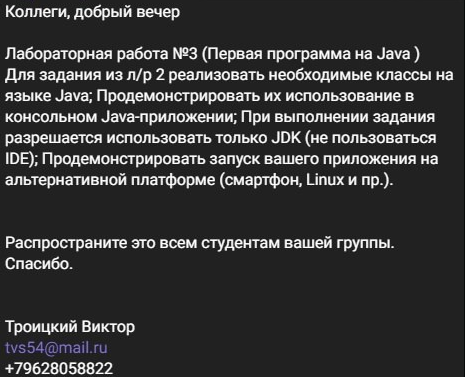 Коллеги, добрый вечер
Лабораторная работа №3 (Первая программа на Java )
Для задания из л/р 2 реализовать необходимые классы на
языке Java; Продемонстрировать их использование в
консольном Java-приложении; При выполнении задания
разрешается использовать только JDK (не пользоваться
IDE); Продемонстрировать запуск вашего приложения на
альтернативной платформе (смартфон, Linux и пр.).
Распространите это всем студентам вашей группы.
Спасибо.
Троицкий Виктор
tvs54@mail.ru
+79628058822